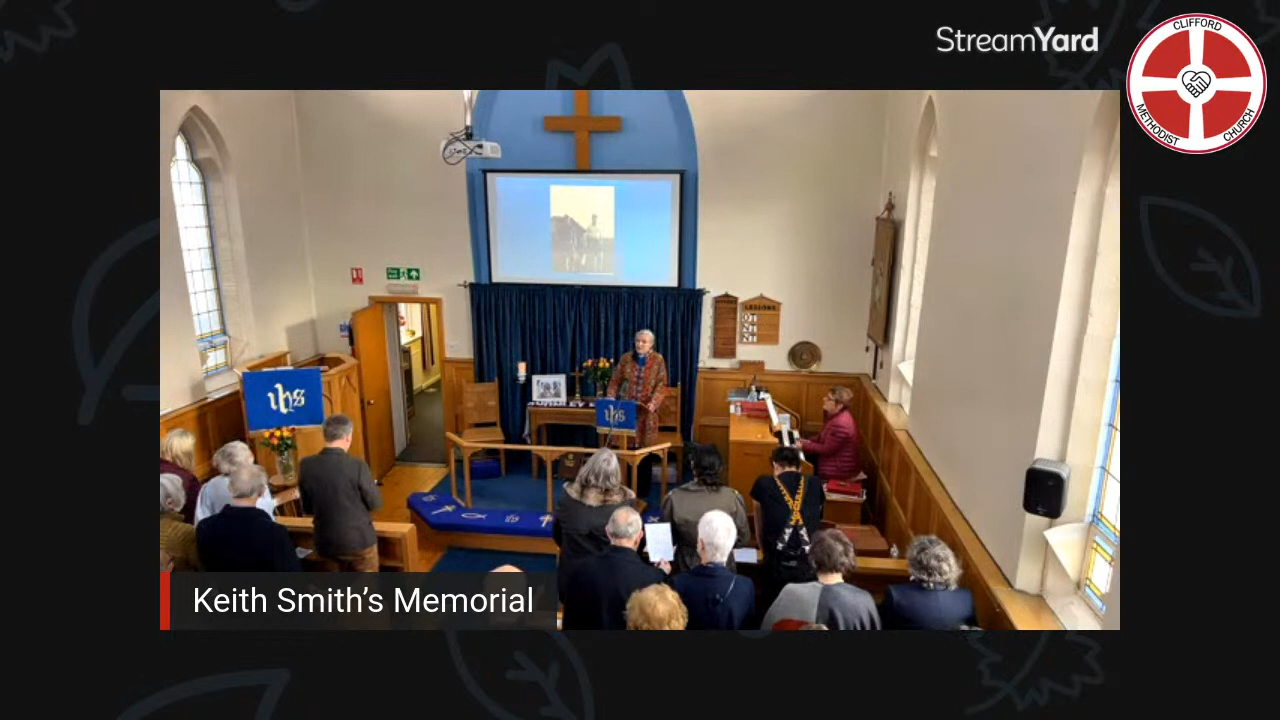 StreamYard
CLIFFORD
METHODIST CHURCH
LESSONS
ihs
ihs
Keith Smith's Memorial